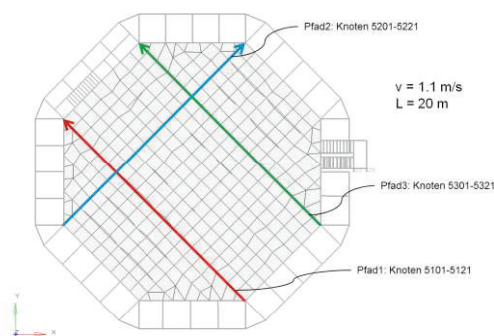 Pfad2: Knoten 5201-5221
v = 1.1 m/s
L = 20 m
Pfad3: Knoten 5301-5321
Pfad1: Knoten 5101-5121
Y
Z
X